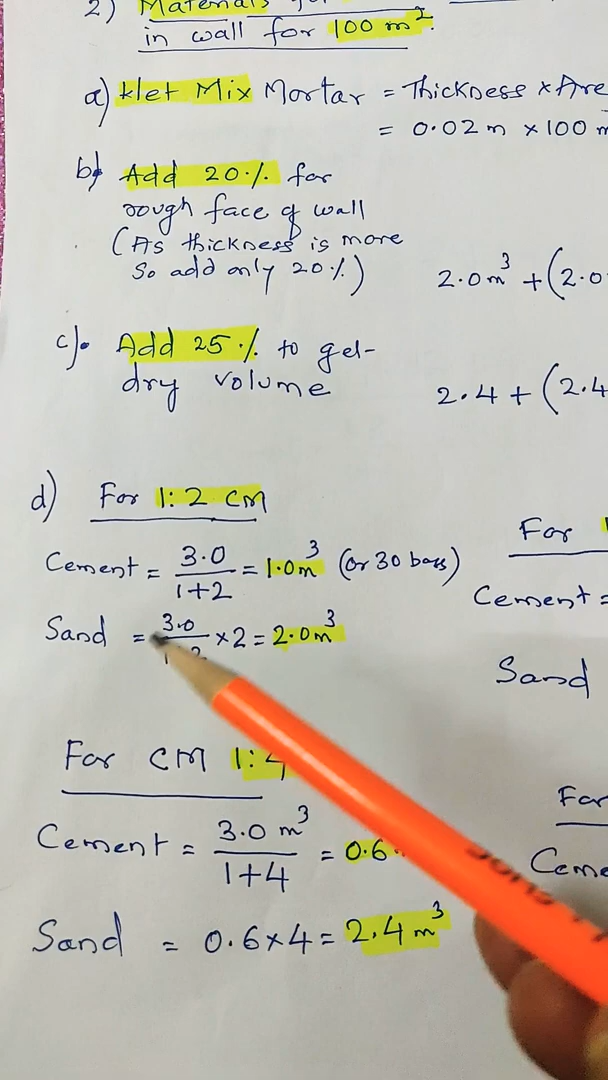 2) Materials
in wall for 100 m².
a) Wet Mix Mortar = Thickness × Are
= 0.02 m × 100 m
b) Add 20% for
rough face of wall
(As thickness is more
so add only 20%)
2.0 m³ + (2.0
c). Add 25% to get
dry volume
2.4 + (2.4
d) For 1:2 CM
Cement = 3.0 / 1+2 = 1.0 m³ (or 30 bags)
Sand = 3.0 / × 2 = 2.0 m³
For
Cement =
Sand
For CM 1:4
Cement = 3.0 m³ / 1+4 = 0.6
Sand = 0.6 × 4 = 2.4 m³
For
Ceme